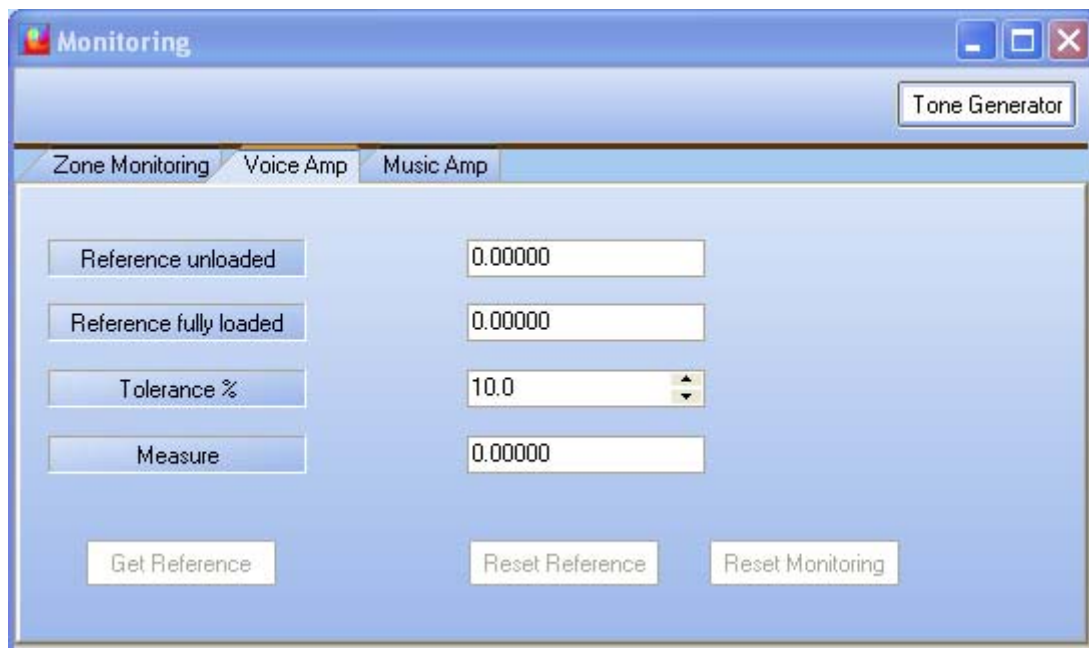 Monitoring
Tone Generator
Zone Monitoring Voice Amp Music Amp
Reference unloaded 0.00000
Reference fully loaded 0.00000
Tolerance % 10.0
Measure 0.00000
Get Reference Reset Reference Reset Monitoring